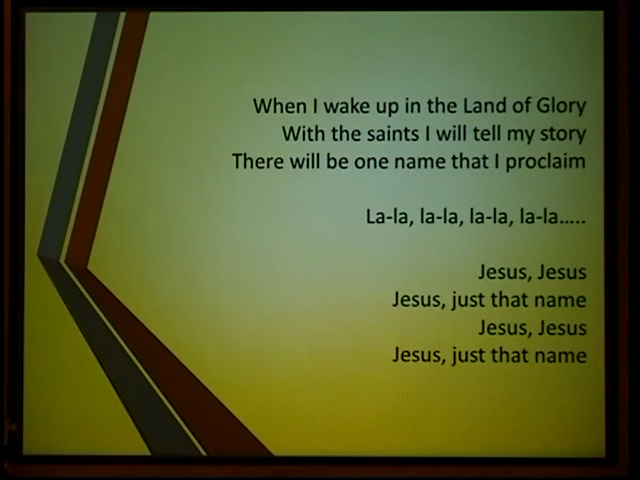 When I wake up in the Land of Glory
With the saints I will tell my story
There will be one name that I proclaim
La-la, la-la, la-la, la-la.....
Jesus, Jesus
Jesus, just that name
Jesus, Jesus
Jesus, just that name